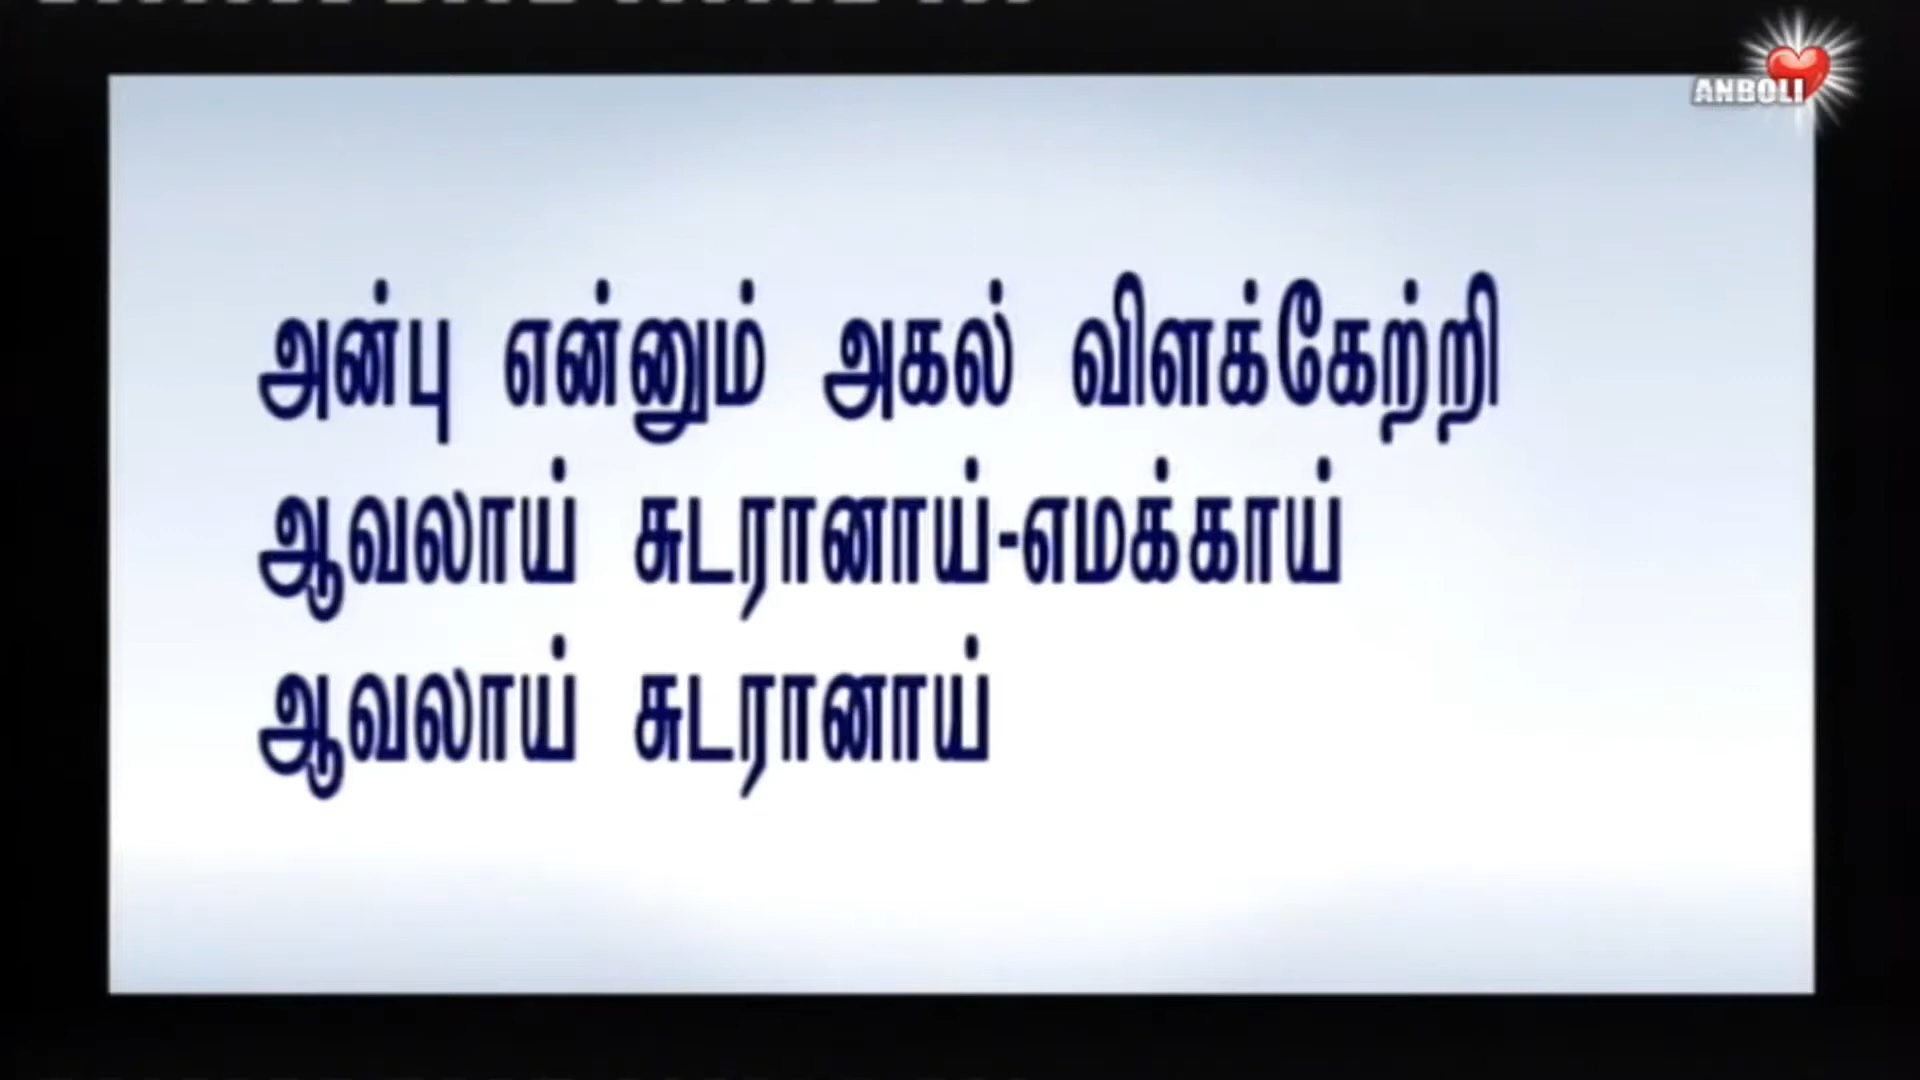 ANBOLI
அன்பு என்னும் அகல் விளக்கேற்றி
ஆவலாய் சுடரானாய்-எமக்காய்
ஆவலாய் சுடரானாய்